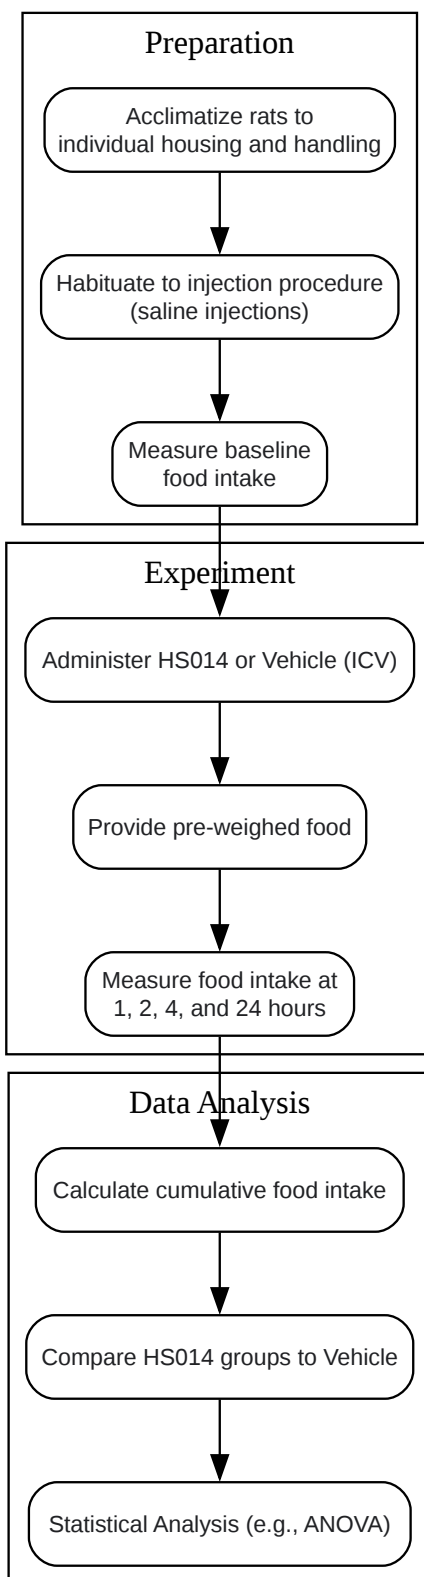 Preparation
Acclimatize rats to
individual housing and handling
Habituate to injection procedure
(saline injections)
Measure baseline
food intake
Experiment
Administer HS014 or Vehicle (ICV)
Provide pre-weighed food
Measure food intake at
1, 2, 4, and 24 hours
Data Analysis
Calculate cumulative food intake
Compare HS014 groups to Vehicle
Statistical Analysis (e.g., ANOVA)